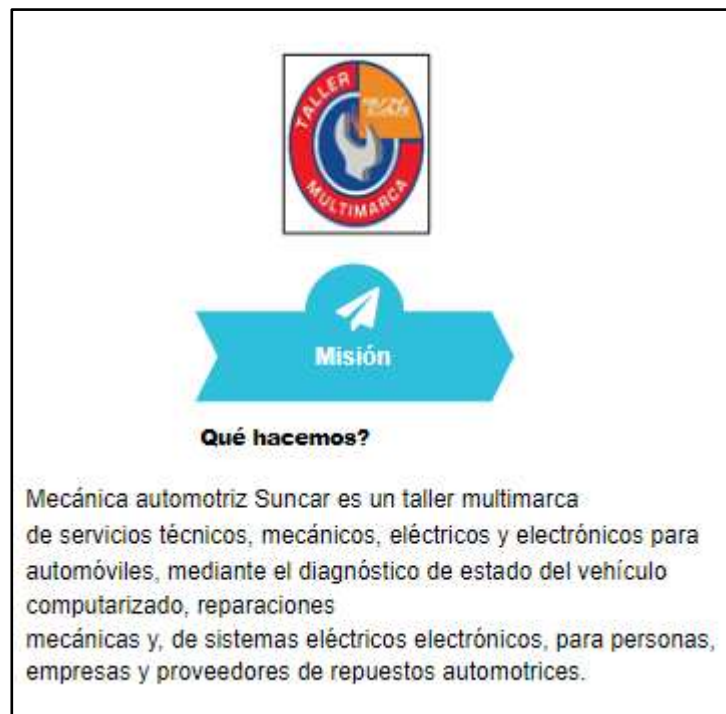 TALLER
MULTIMARCA
Misión
Qué hacemos?
Mecánica automotriz Suncar es un taller multimarca
de servicios técnicos, mecánicos, eléctricos y electrónicos para
automóviles, mediante el diagnóstico de estado del vehículo
computarizado, reparaciones
mecánicas y, de sistemas eléctricos electrónicos, para personas,
empresas y proveedores de repuestos automotrices.